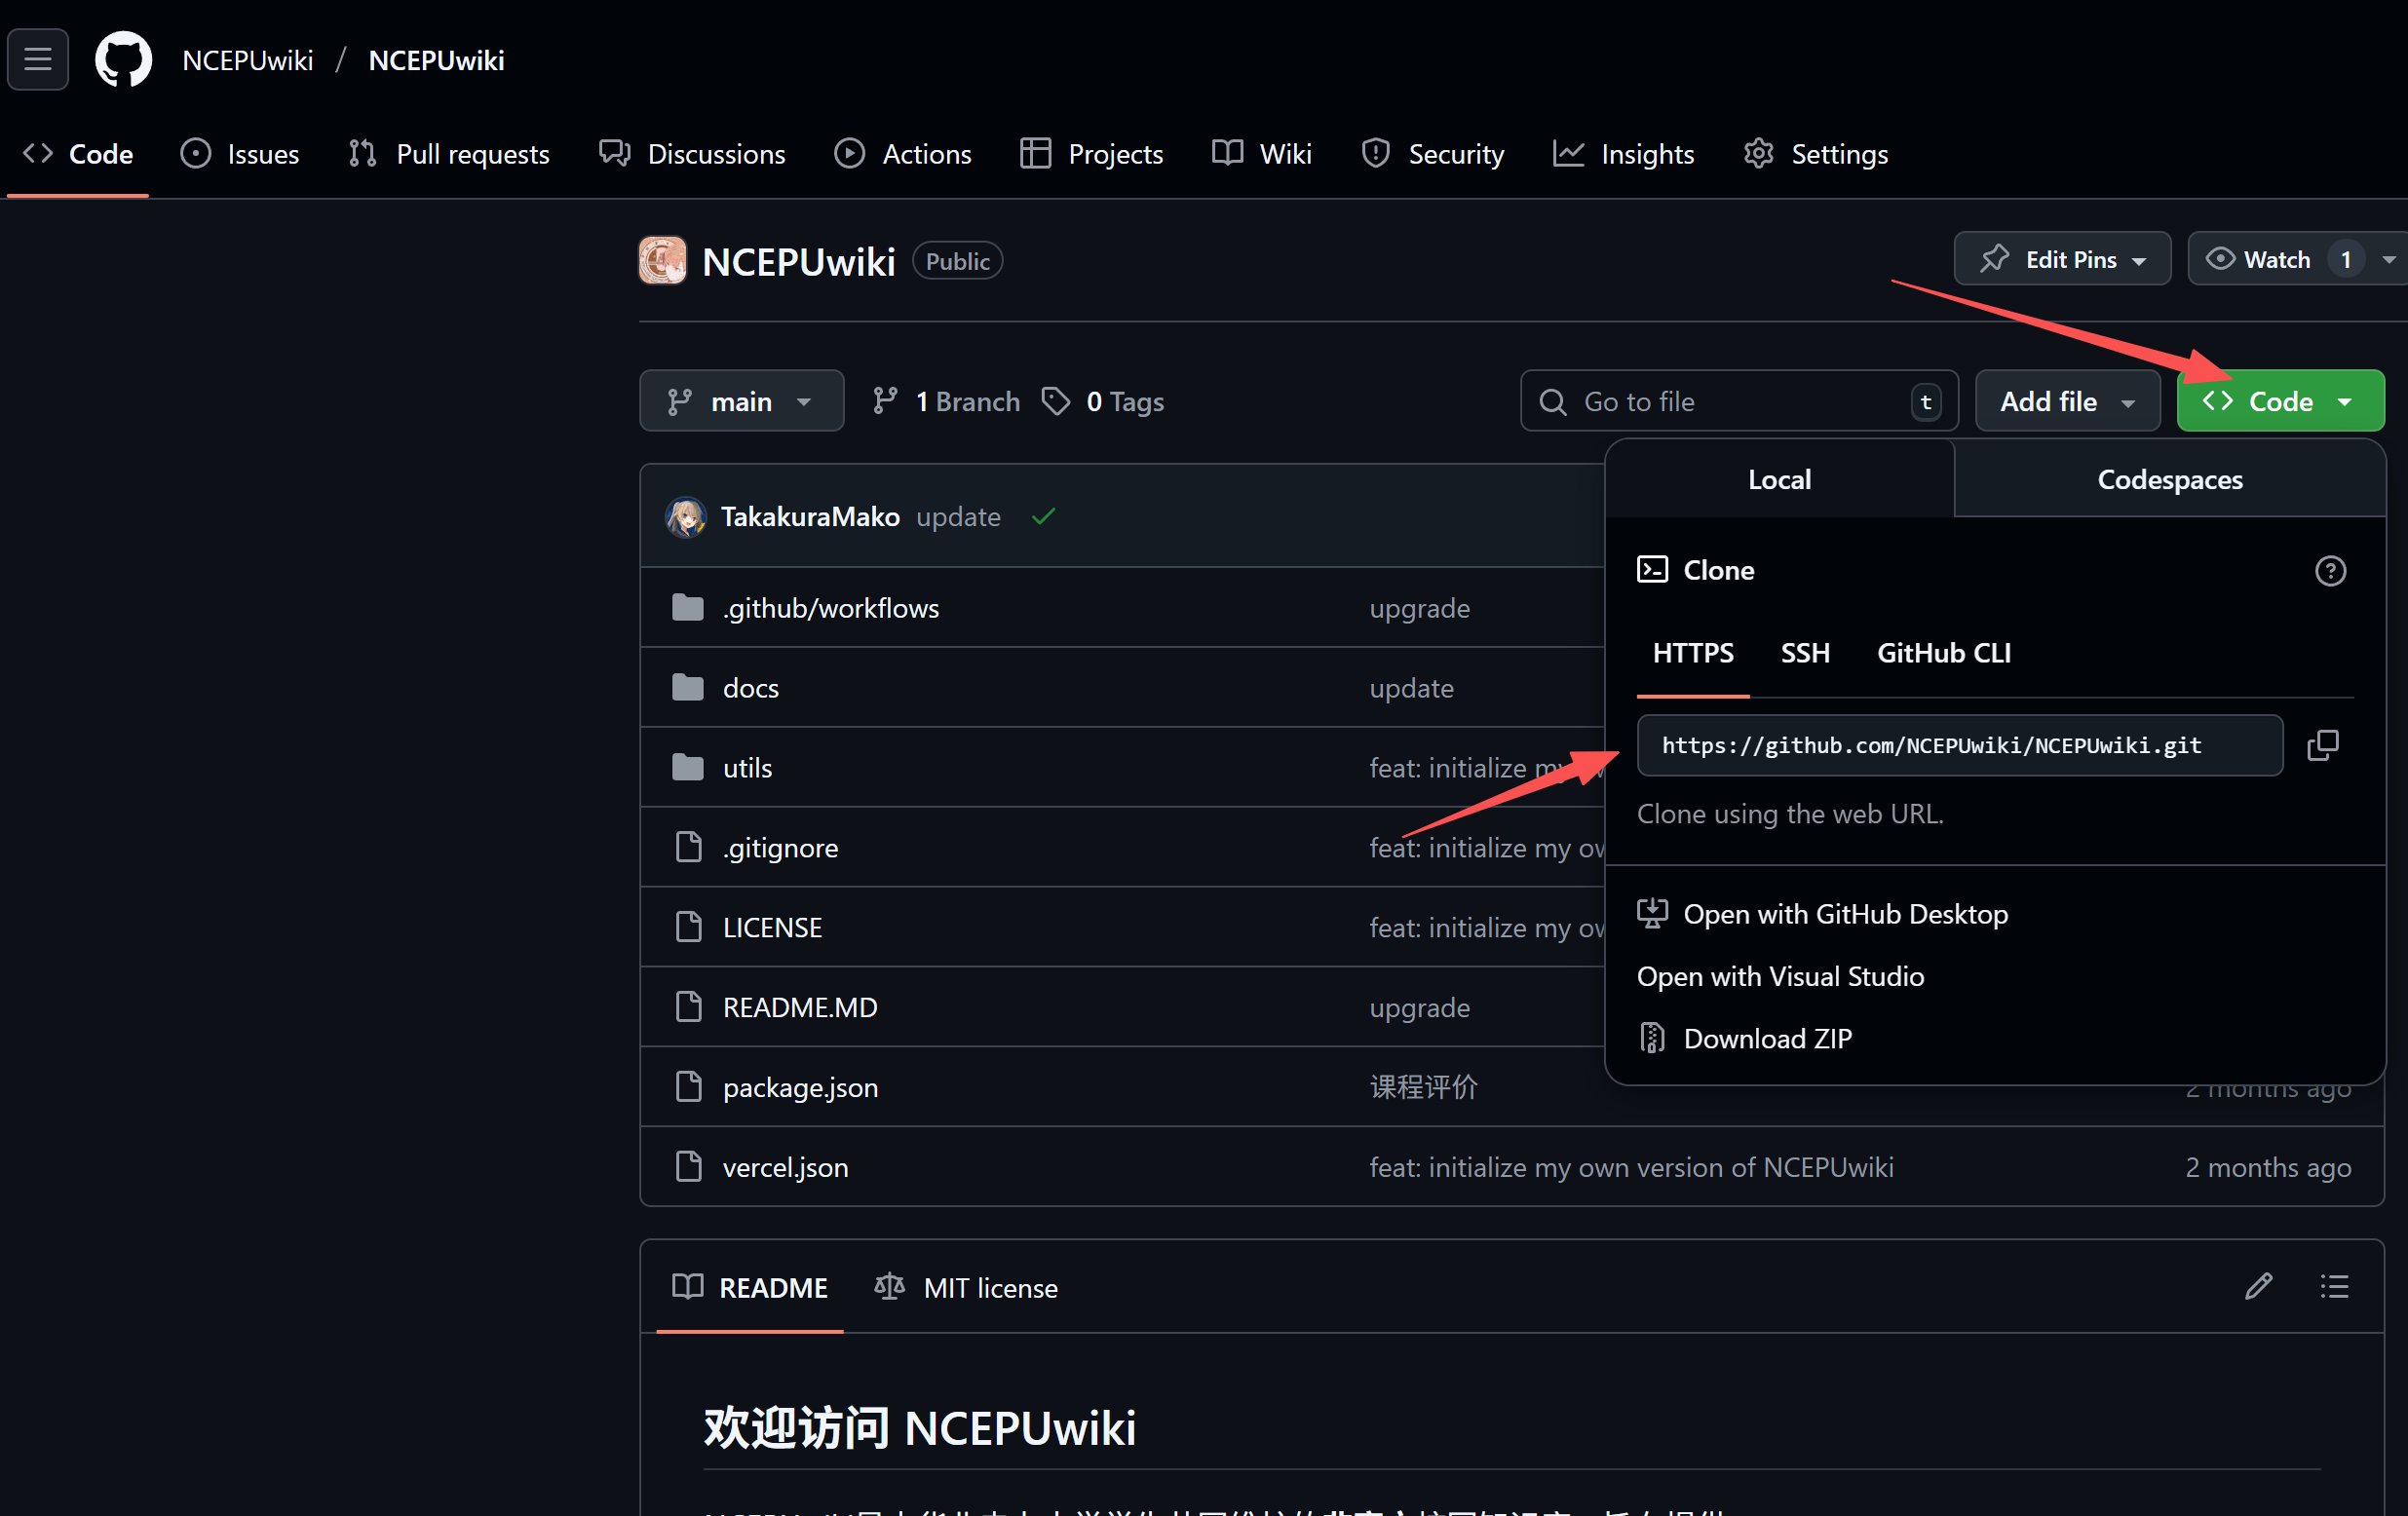 NCEPUwiki / NCEPUwiki
Code Issues Pull requests Discussions Actions Projects Wiki Security Insights Settings
NCEPUwiki Public Edit Pins Watch 1
main 1 Branch 0 Tags Go to file t Add file Code
Local Codespaces
TakakuraMako update
Clone
.github/workflows upgrade
HTTPS SSH GitHub CLI
docs update
https://github.com/NCEPUwiki/NCEPUwiki.git
utils feat: initialize my
Clone using the web URL.
.gitignore feat: initialize my
Open with GitHub Desktop
LICENSE feat: initialize my
Open with Visual Studio
README.MD upgrade
Download ZIP
package.json 课程评价 2 months ago
vercel.json feat: initialize my own version of NCEPUwiki 2 months ago
README MIT license
欢迎访问 NCEPUwiki